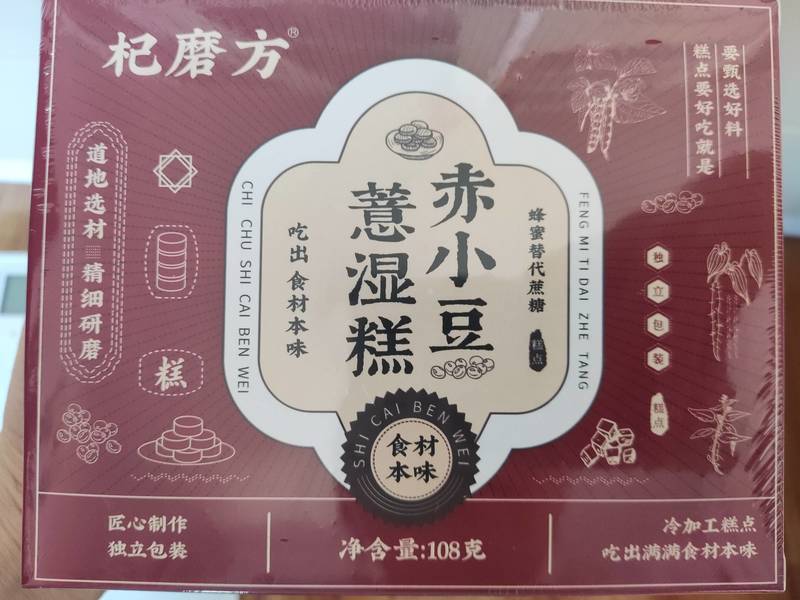 杞磨方®
要甄选好料
糕点要好吃就是
道地选材 精细研磨
糕
CHI CHU SHI CAI BEN WEI
吃出 食材本味
赤小豆
薏湿糕
蜂蜜替代蔗糖
糕点
FENG MI TI DAI ZHE TANG
独立包装
糕点
SHI CAI BEN WEI
食材
本味
匠心制作
独立包装
净含量:108克
冷加工糕点
吃出满满食材本味